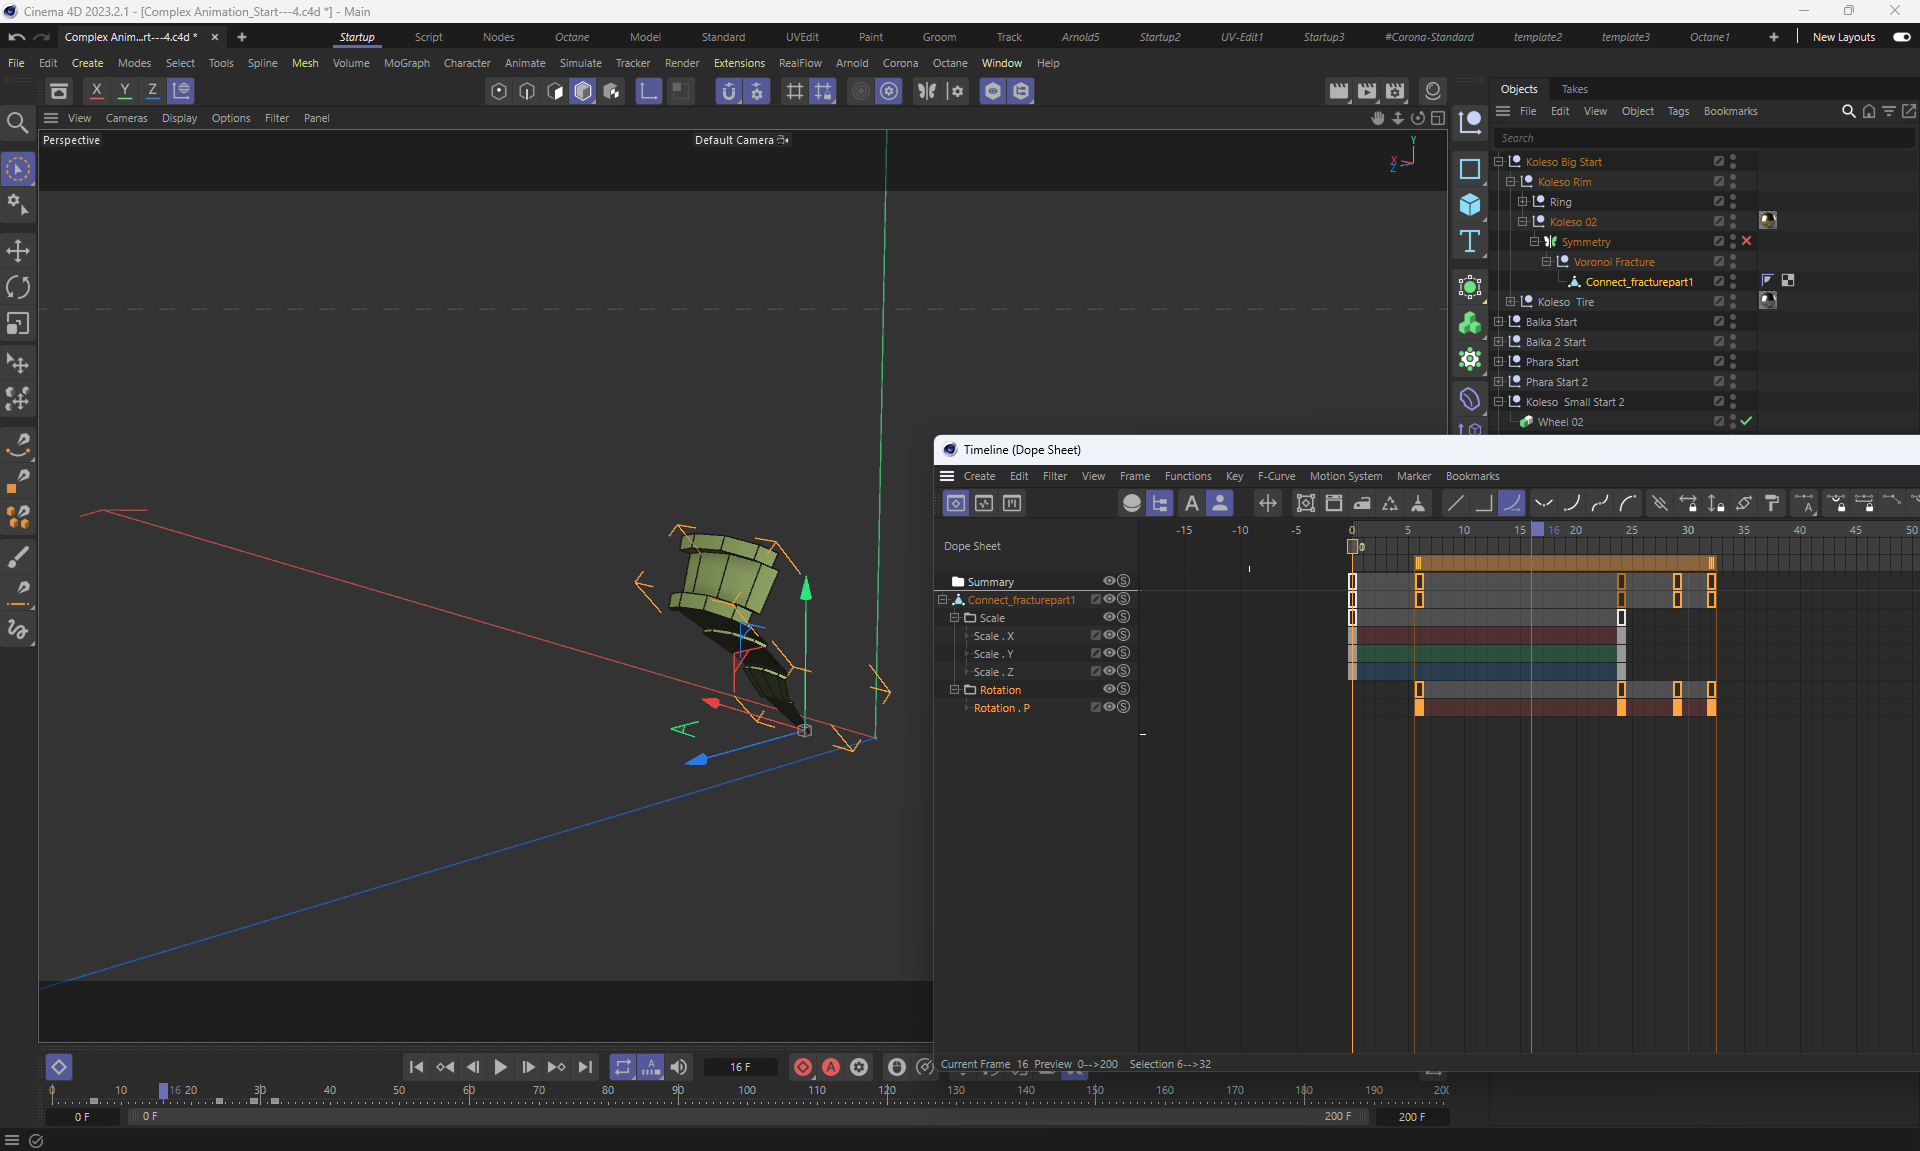 Cinema 4D 2023.2.1 - [Complex Animation_Start---4.c4d *] - Main
Complex Anim...rt---4.c4d *
Startup Script Nodes Octane Model Standard UVEdit Paint Groom Track Arnold5 Startup2 UV-Edit1 Startup3 #Corona-Standard template2 template3 Octane1 New Layouts
File Edit Create Modes Select Tools Spline Mesh Volume MoGraph Character Animate Simulate Tracker Render Extensions RealFlow Arnold Corona Octane Window Help
X Y Z
Objects Takes
View Cameras Display Options Filter Panel
File Edit View Object Tags Bookmarks
Perspective
Default Camera
Y
X
Z
Search
Koleso Big Start
Koleso Rim
Ring
Koleso 02
Symmetry
Voronoi Fracture
Connect_fracturepart1
Koleso Tire
Balka Start
Balka 2 Start
Phara Start
Phara Start 2
Koleso Small Start 2
Wheel 02
Timeline (Dope Sheet)
Create Edit Filter View Frame Functions Key F-Curve Motion System Marker Bookmarks
-15 -10 -5 0 5 10 15 16 20 25 30 35 40 45 50
Dope Sheet
0
Summary
Connect_fracturepart1
Scale
Scale . X
Scale . Y
Scale . Z
Rotation
Rotation . P
Current Frame 16 Preview 0-->200 Selection 6-->32
16 F
0 10 16 20 30 40 50 60 70 80 90 100 110 120 130 140 150 160 170 180 190 200
0 F 0 F 200 F 200 F